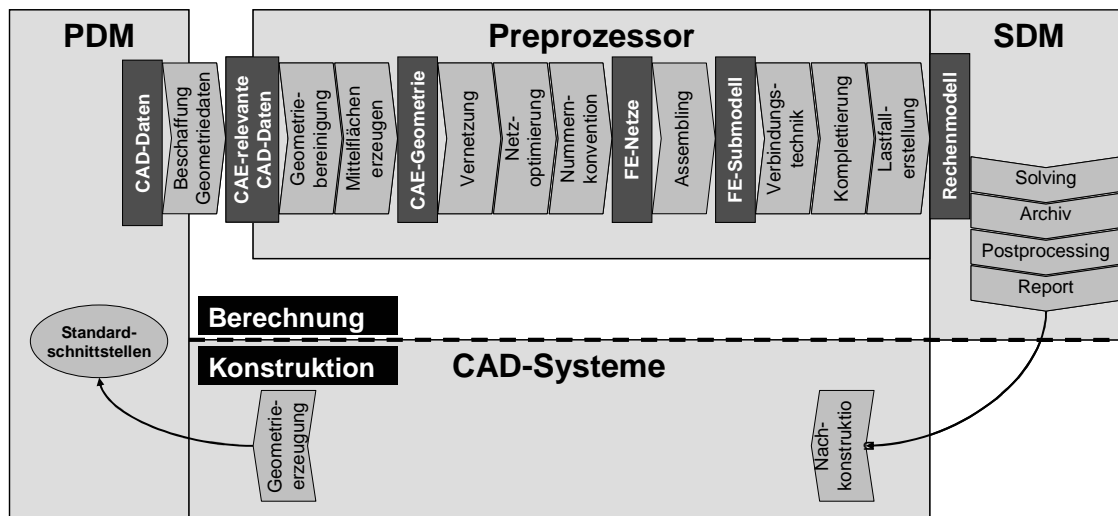 PDM
Preprozessor
SDM
CAD-Daten
Beschaffung
Geometriedaten
CAE-relevante
CAD-Daten
Geometrie-
bereinigung
Mittelflächen
erzeugen
CAE-Geometrie
Vernetzung
Netz-
optimierung
Nummern-
konvention
FE-Netze
Assembling
FE-Submodell
Verbindungs-
technik
Komplettierung
Lastfall-
erstellung
Rechenmodell
Solving
Archiv
Postprocessing
Report
Standard-
schnittstellen
Berechnung
Konstruktion
CAD-Systeme
Geometrie-
erzeugung
Nach-
konstruktio